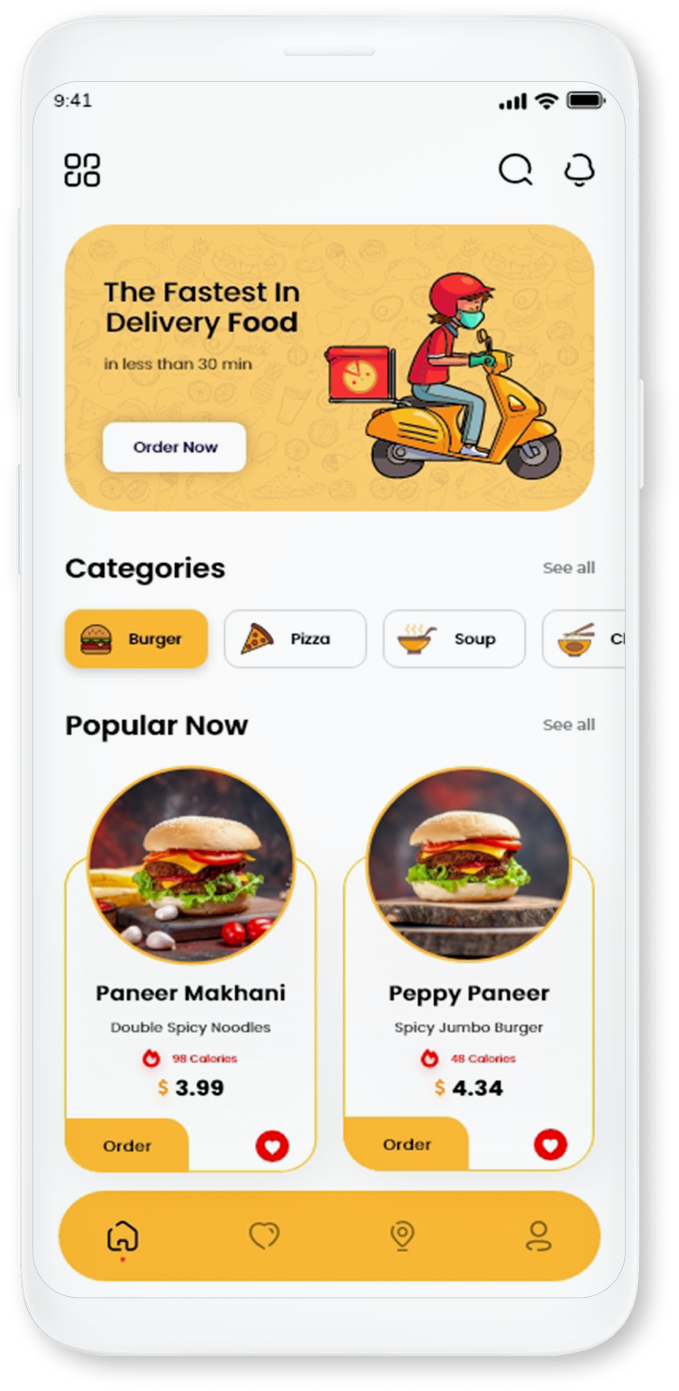 9:41
The Fastest In
Delivery Food
in less than 30 min
Order Now
Categories
See all
Burger
Pizza
Soup
Popular Now
See all
Paneer Makhani
Double Spicy Noodles
98 Calories
$ 3.99
Order
Peppy Paneer
Spicy Jumbo Burger
48 Calories
$ 4.34
Order